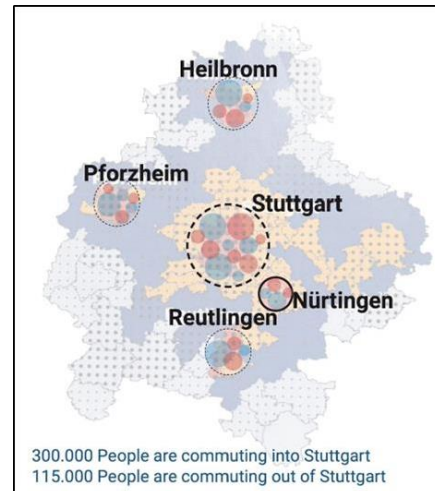 Heilbronn
Pforzheim
Stuttgart
Nürtingen
Reutlingen
300.000 People are commuting into Stuttgart
115.000 People are commuting out of Stuttgart